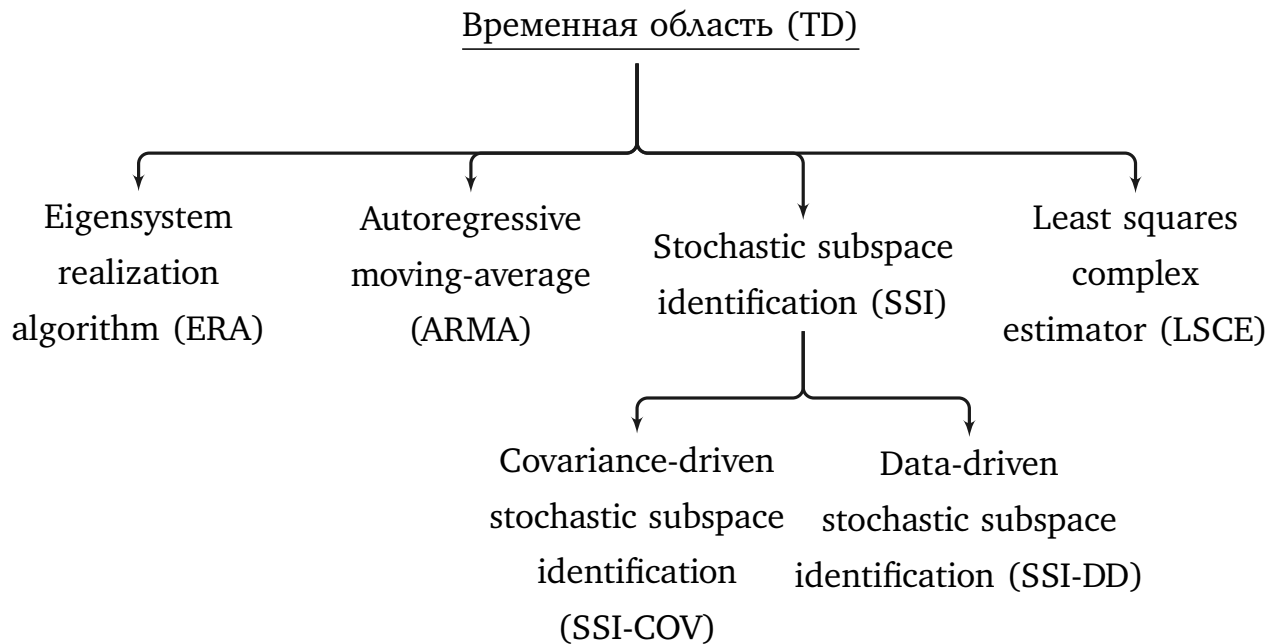 Временная область (TD)
Eigensystem
realization
algorithm (ERA)
Autoregressive
moving-average
(ARMA)
Stochastic subspace
identification (SSI)
Least squares
complex
estimator (LSCE)
Covariance-driven
stochastic subspace
identification
(SSI-COV)
Data-driven
stochastic subspace
identification (SSI-DD)